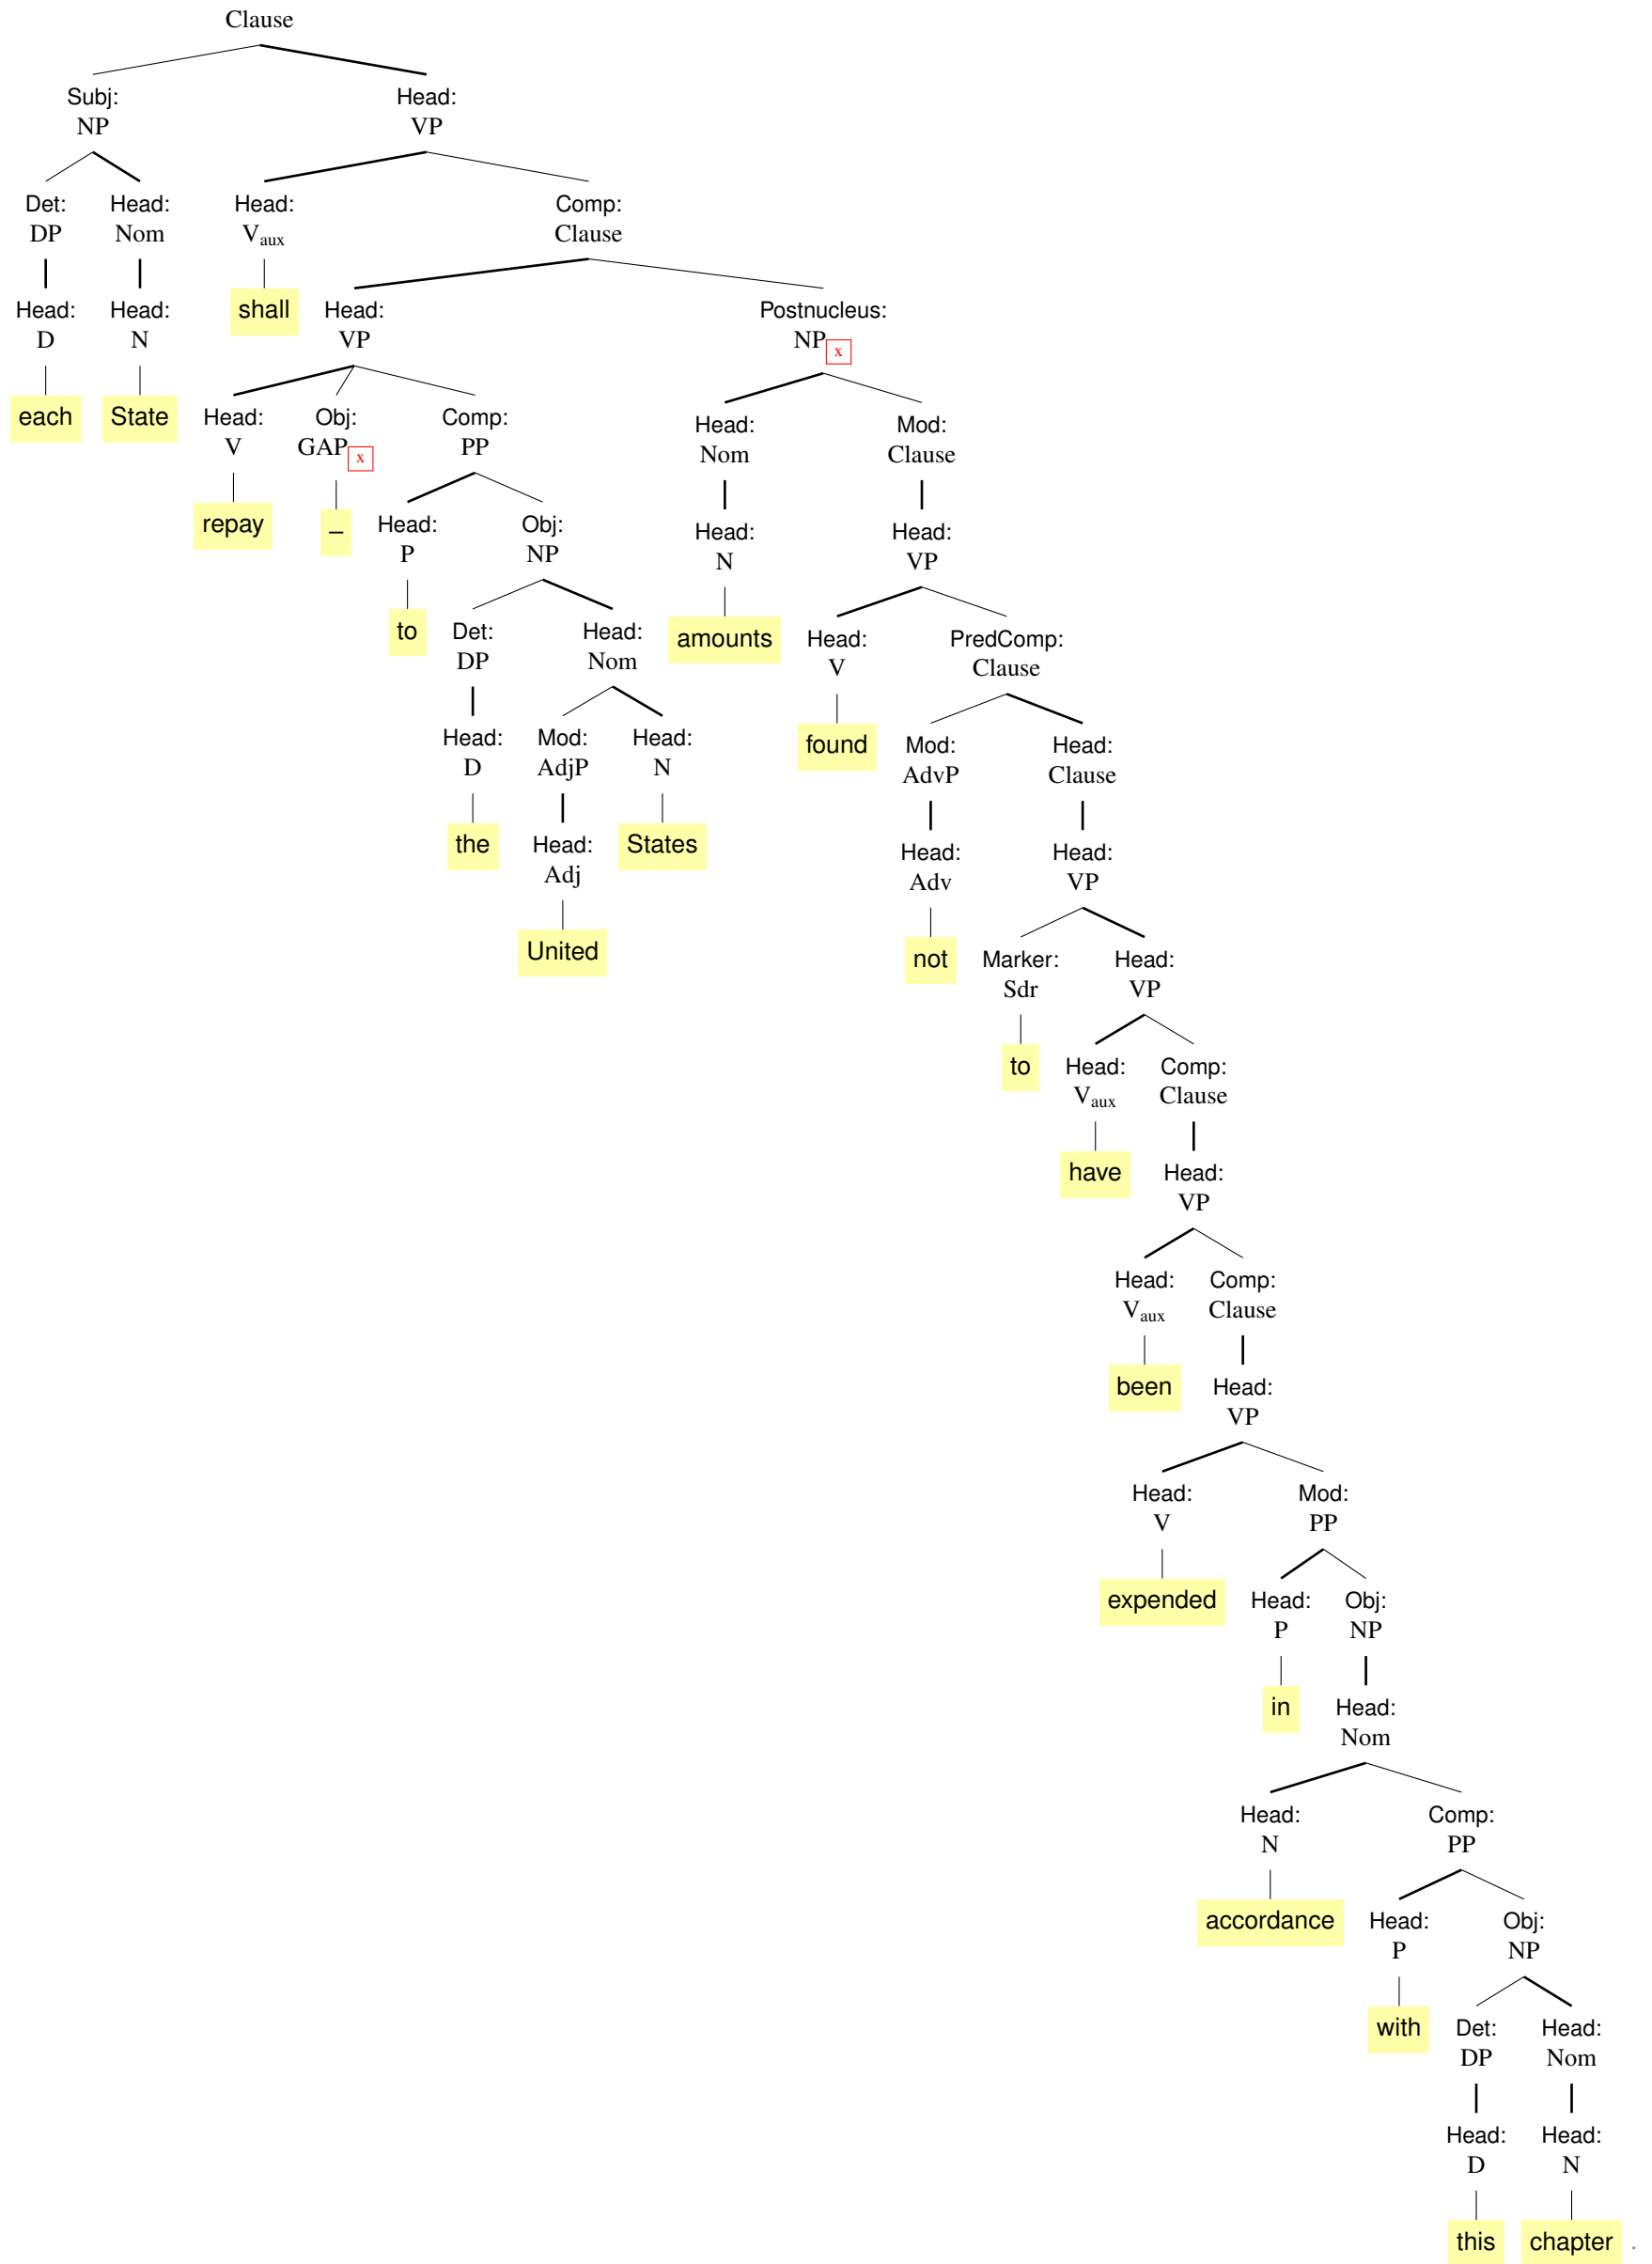 Clause
Subj: Head:
NP VP
Det: Head: Head: Comp:
DP Nom Vaux Clause
Head: Head: shall Head: Postnucleus:
D N VP NP x
each State Head: Obj: Comp: Head: Mod:
V GAP x PP Nom Clause
repay – Head: Obj: Head: Head:
P NP N VP
to Det: Head: amounts Head: PredComp:
DP Nom V Clause
Head: Mod: Head: found Mod: Head:
D AdjP N AdvP Clause
the Head: States Head: Head:
Adj Adv VP
United not Marker: Head:
Sdr VP
to Head: Comp:
Vaux Clause
have Head:
VP
Head: Comp:
Vaux Clause
been Head:
VP
Head: Mod:
V PP
expended Head: Obj:
P NP
in Head:
Nom
Head: Comp:
N PP
accordance Head: Obj:
P NP
with Det: Head:
DP Nom
Head: Head:
D N
this chapter .